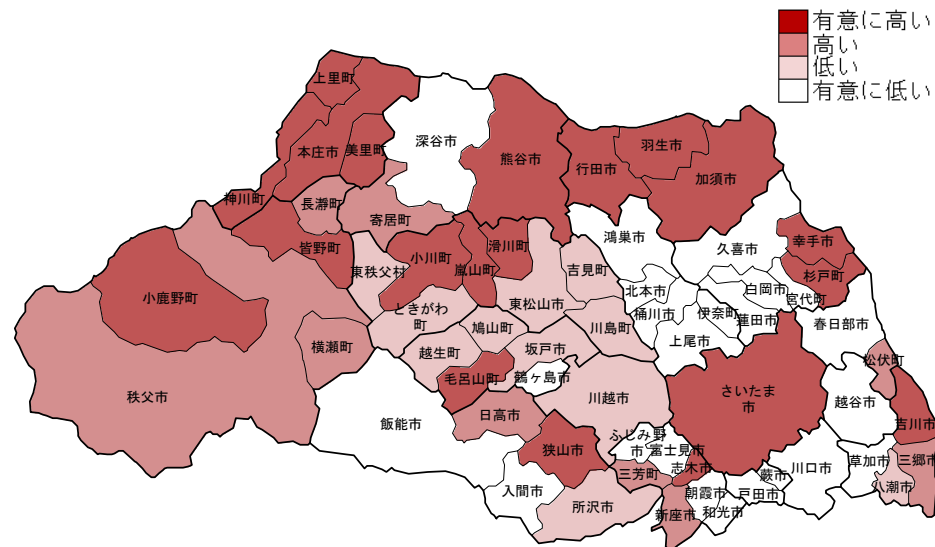 有意に高い
高い
低い
有意に低い
上里町
深谷市
本庄市
美里町
熊谷市
羽生市
行田市
加須市
神川町
長瀞町
寄居町
皆野町
小川町
滑川町
嵐山町
東秩父村
吉見町
鴻巣市
久喜市
幸手市
杉戸町
小鹿野町
ときがわ
町
東松山市
北本市
桶川市
伊奈町
白岡市
宮代町
蓮田市
春日部市
横瀬町
鳩山町
川島町
上尾市
越生町
坂戸市
松伏町
毛呂山町
鶴ヶ島市
秩父市
飯能市
日高市
川越市
さいたま
市
越谷市
吉川市
狭山市
ふじみ野
市
富士見市
三芳町
志木市
入間市
所沢市
新座市
朝霞市
和光市
戸田市
蕨市
川口市
草加市
八潮市
三郷市